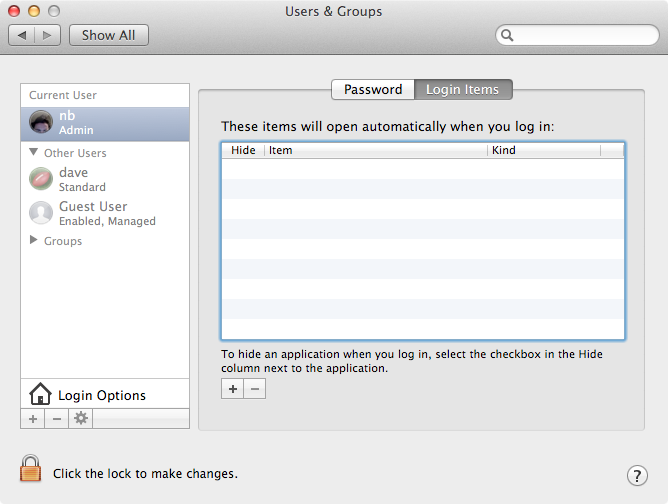 Users & Groups
Show All
Current User
nb
Admin
Other Users
dave
Standard
Guest User
Enabled, Managed
Groups
Login Options
Password
Login Items
These items will open automatically when you log in:
Hide Item Kind
To hide an application when you log in, select the checkbox in the Hide
column next to the application.
+ −
+ −
Click the lock to make changes.
?